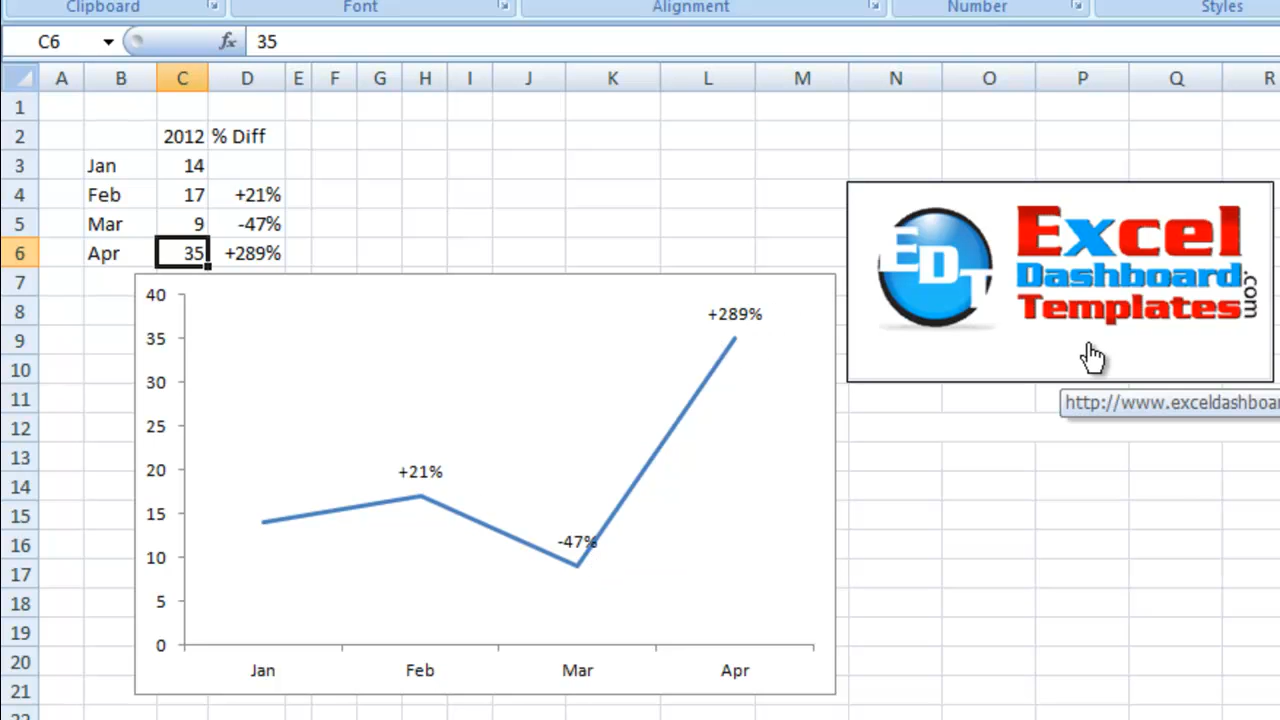 Clipboard Font Alignment Number Styles
C6 fx 35
A B C D E F G H I J K L M N O P Q R
1
2 2012 % Diff
3 Jan 14
4 Feb 17 +21%
5 Mar 9 -47%
6 Apr 35 +289%
7
8
9
10
11
12
13
14
15
16
17
18
19
20
21
40
35
30
25
20
15
10
5
0
+289%
+21%
-47%
Jan Feb Mar Apr
EDT
Excel
Dashboard
Templates
.com
http://www.exceldashboar